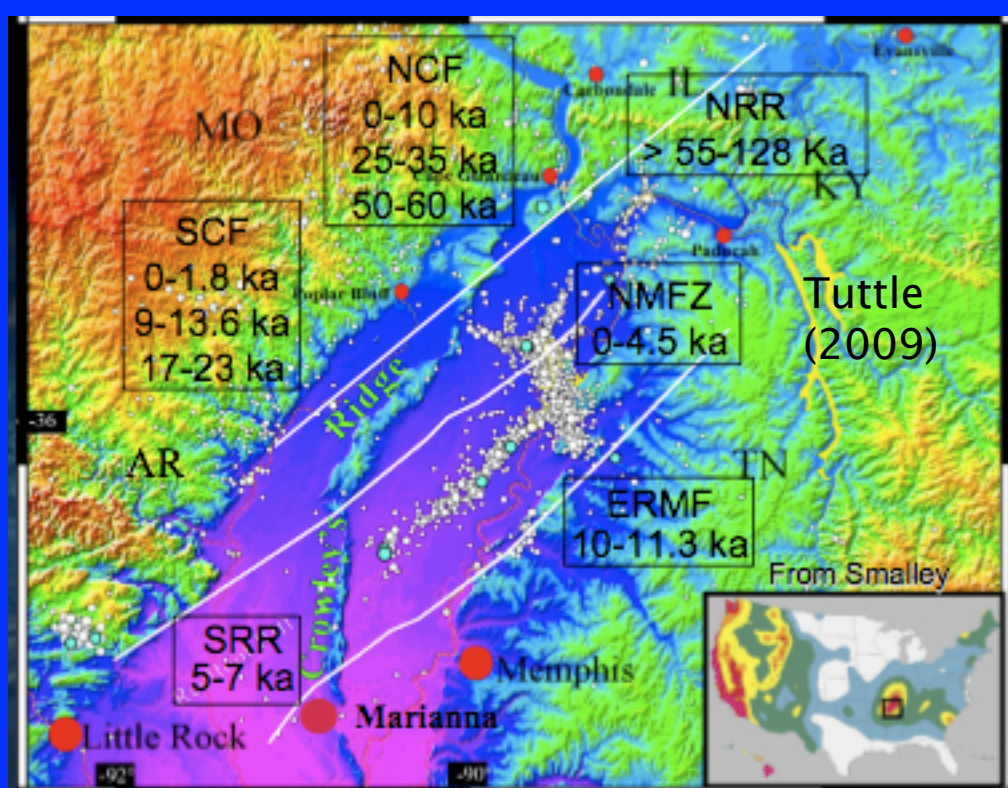 NCF
0-10 ka
25-35 ka
50-60 ka
MO
Carbondale
IL
Evansville
NRR
> 55-128 Ka
KY
Paducah
SCF
0-1.8 ka
9-13.6 ka
17-23 ka
Poplar Bluff
NMFZ
0-4.5 ka
Tuttle
(2009)
Crowley's Ridge
-36
AR
TN
ERMF
10-11.3 ka
From Smalley
SRR
5-7 ka
Memphis
Marianna
Little Rock
-92°
-90°